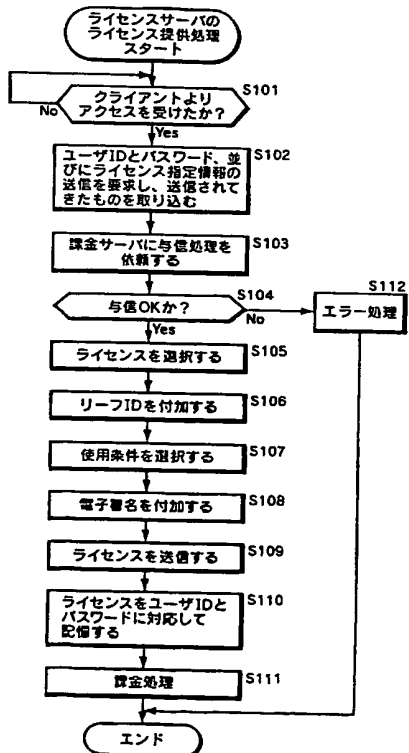 ライセンスサーバの
ライセンス提供処理
スタート
S101
クライアントより
アクセスを受けたか？
No
Yes
S102
ユーザIDとパスワード、並
びにライセンス指定情報の
送信を要求し、送信されて
きたものを取り込む
S103
課金サーバに与信処理を
依頼する
S104
与信OKか？
No
Yes
S112
エラー処理
S105
ライセンスを選択する
S106
リーフIDを付加する
S107
使用条件を選択する
S108
電子署名を付加する
S109
ライセンスを送信する
S110
ライセンスをユーザIDと
パスワードに対応して
記憶する
S111
課金処理
エンド